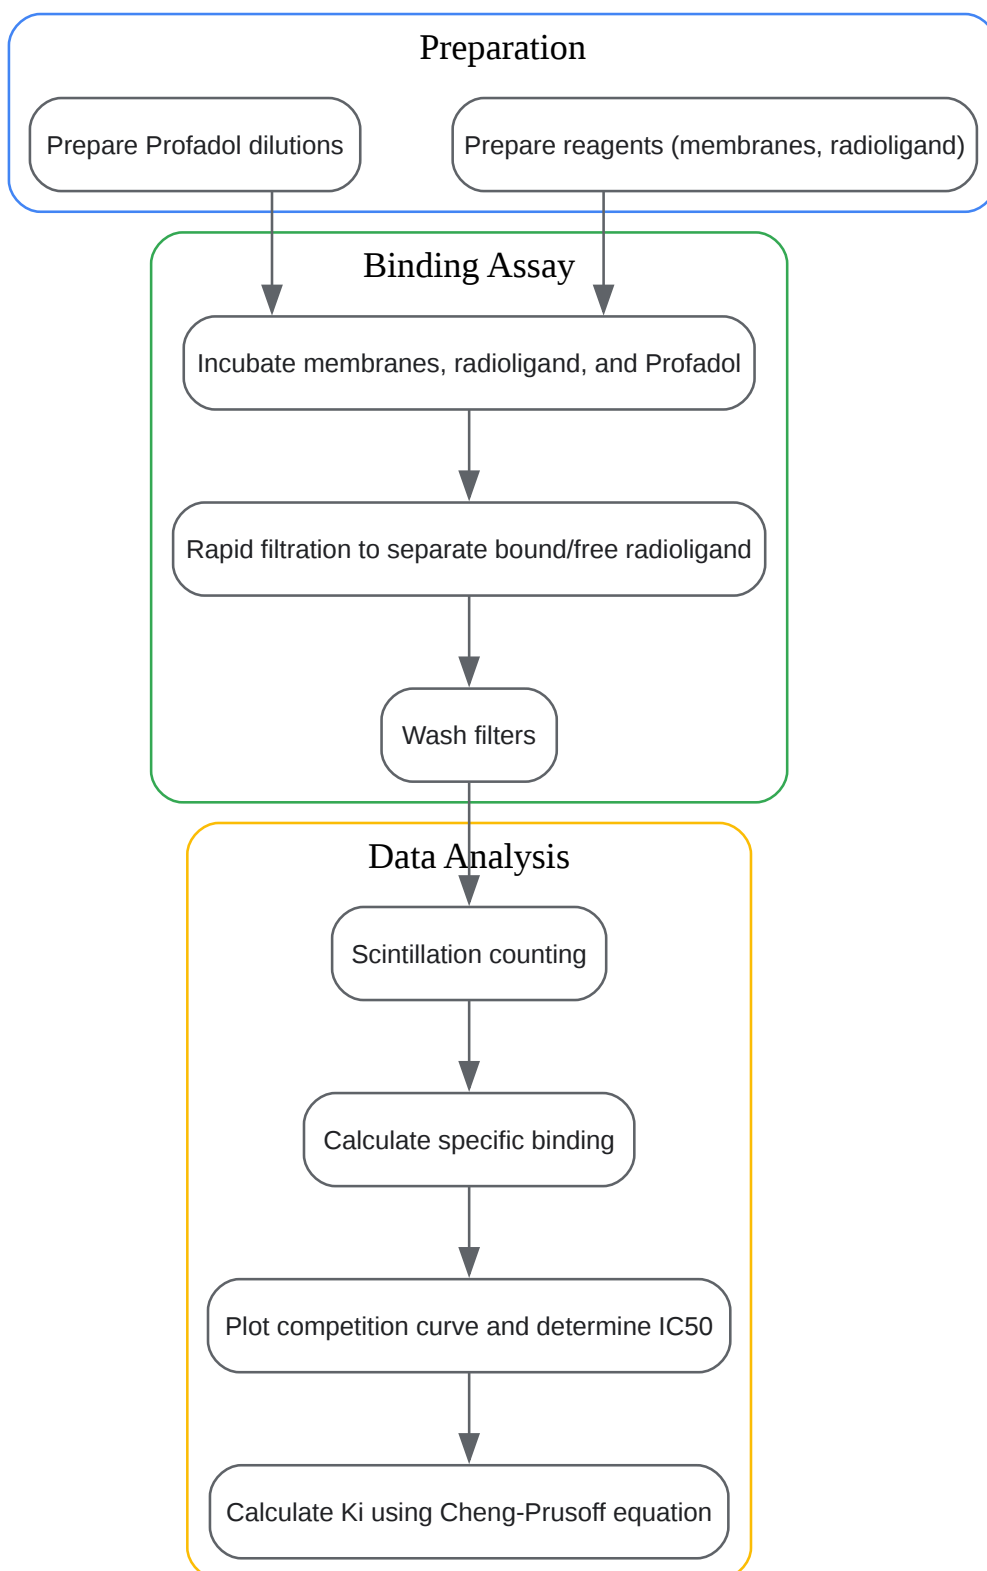 Preparation
Prepare Profadol dilutions
Prepare reagents (membranes, radioligand)
Binding Assay
Incubate membranes, radioligand, and Profadol
Rapid filtration to separate bound/free radioligand
Wash filters
Data Analysis
Scintillation counting
Calculate specific binding
Plot competition curve and determine IC50
Calculate Ki using Cheng-Prusoff equation